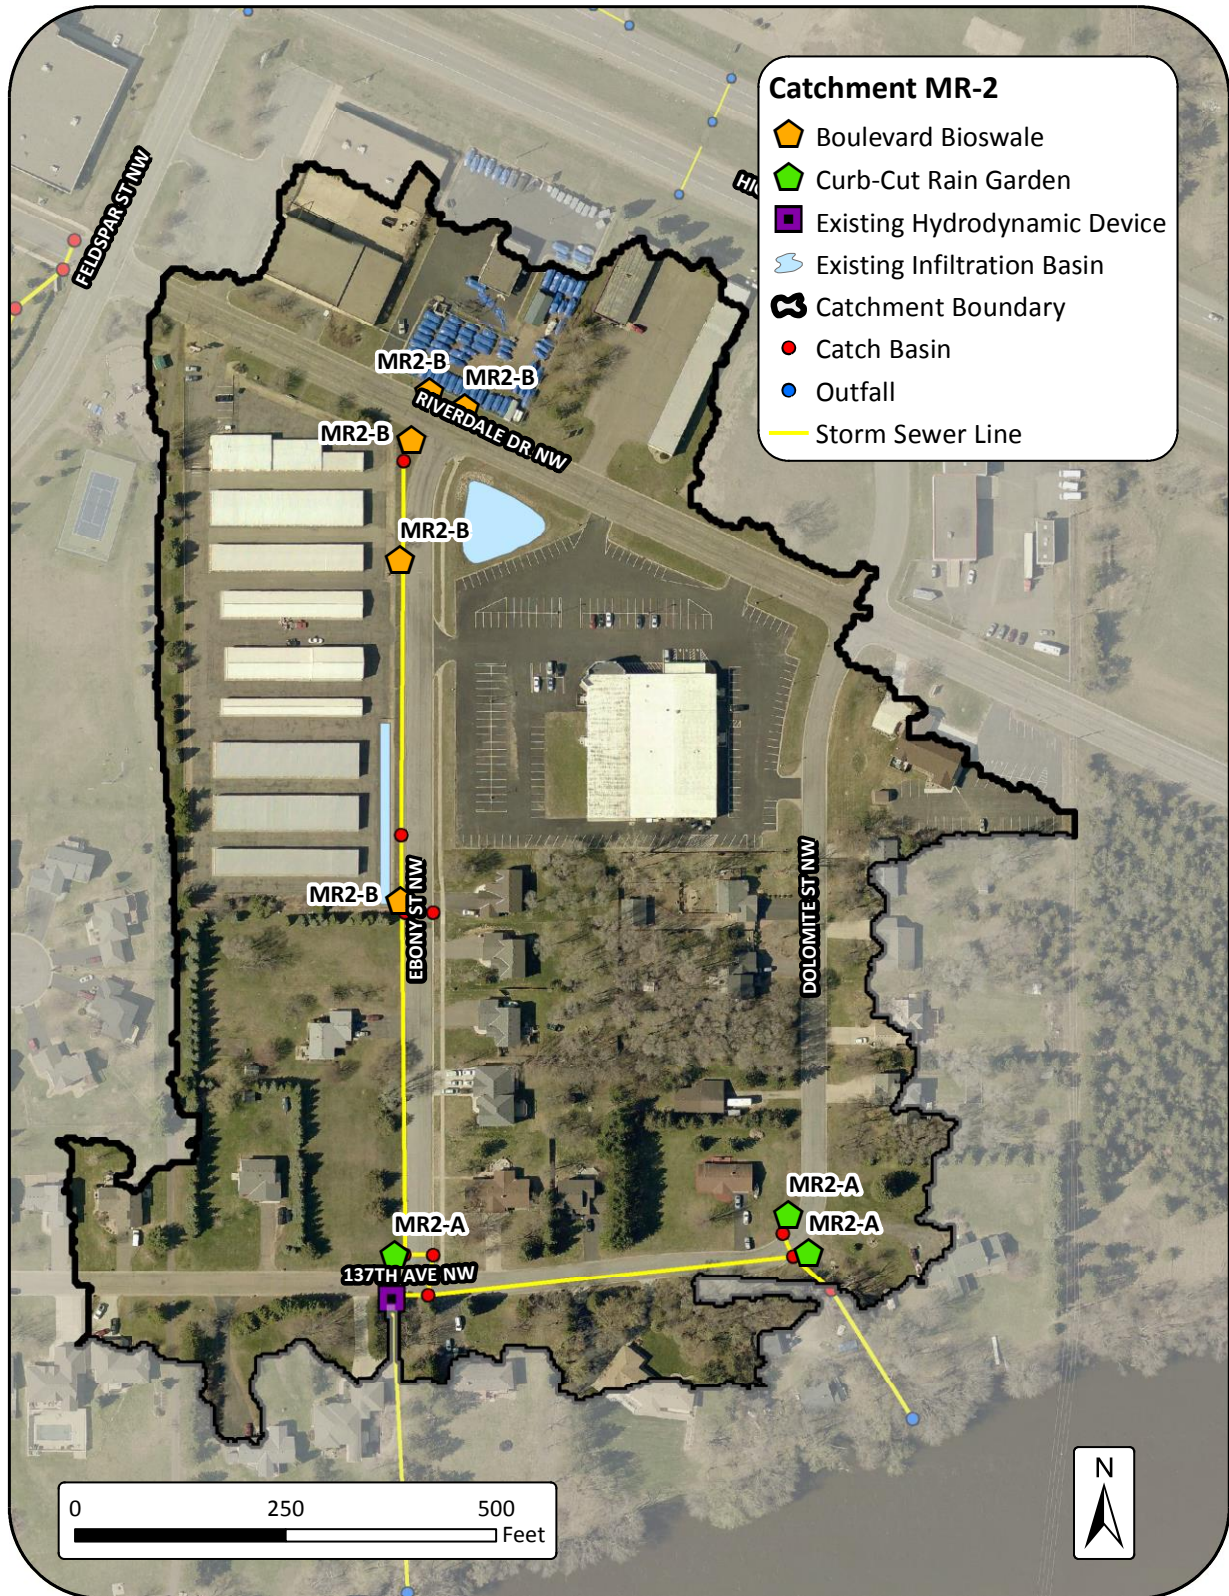 Catchment MR-2
Boulevard Bioswale
Curb-Cut Rain Garden
Existing Hydrodynamic Device
Existing Infiltration Basin
Catchment Boundary
Catch Basin
Outfall
Storm Sewer Line
FELDSPAR ST NW
MR2-B
MR2-B
RIVERDALE DR NW
MR2-B
MR2-B
MR2-B
EBONY ST NW
DOLOMITE ST NW
MR2-A
MR2-A
MR2-A
137TH AVE NW
0 250 500
Feet
N